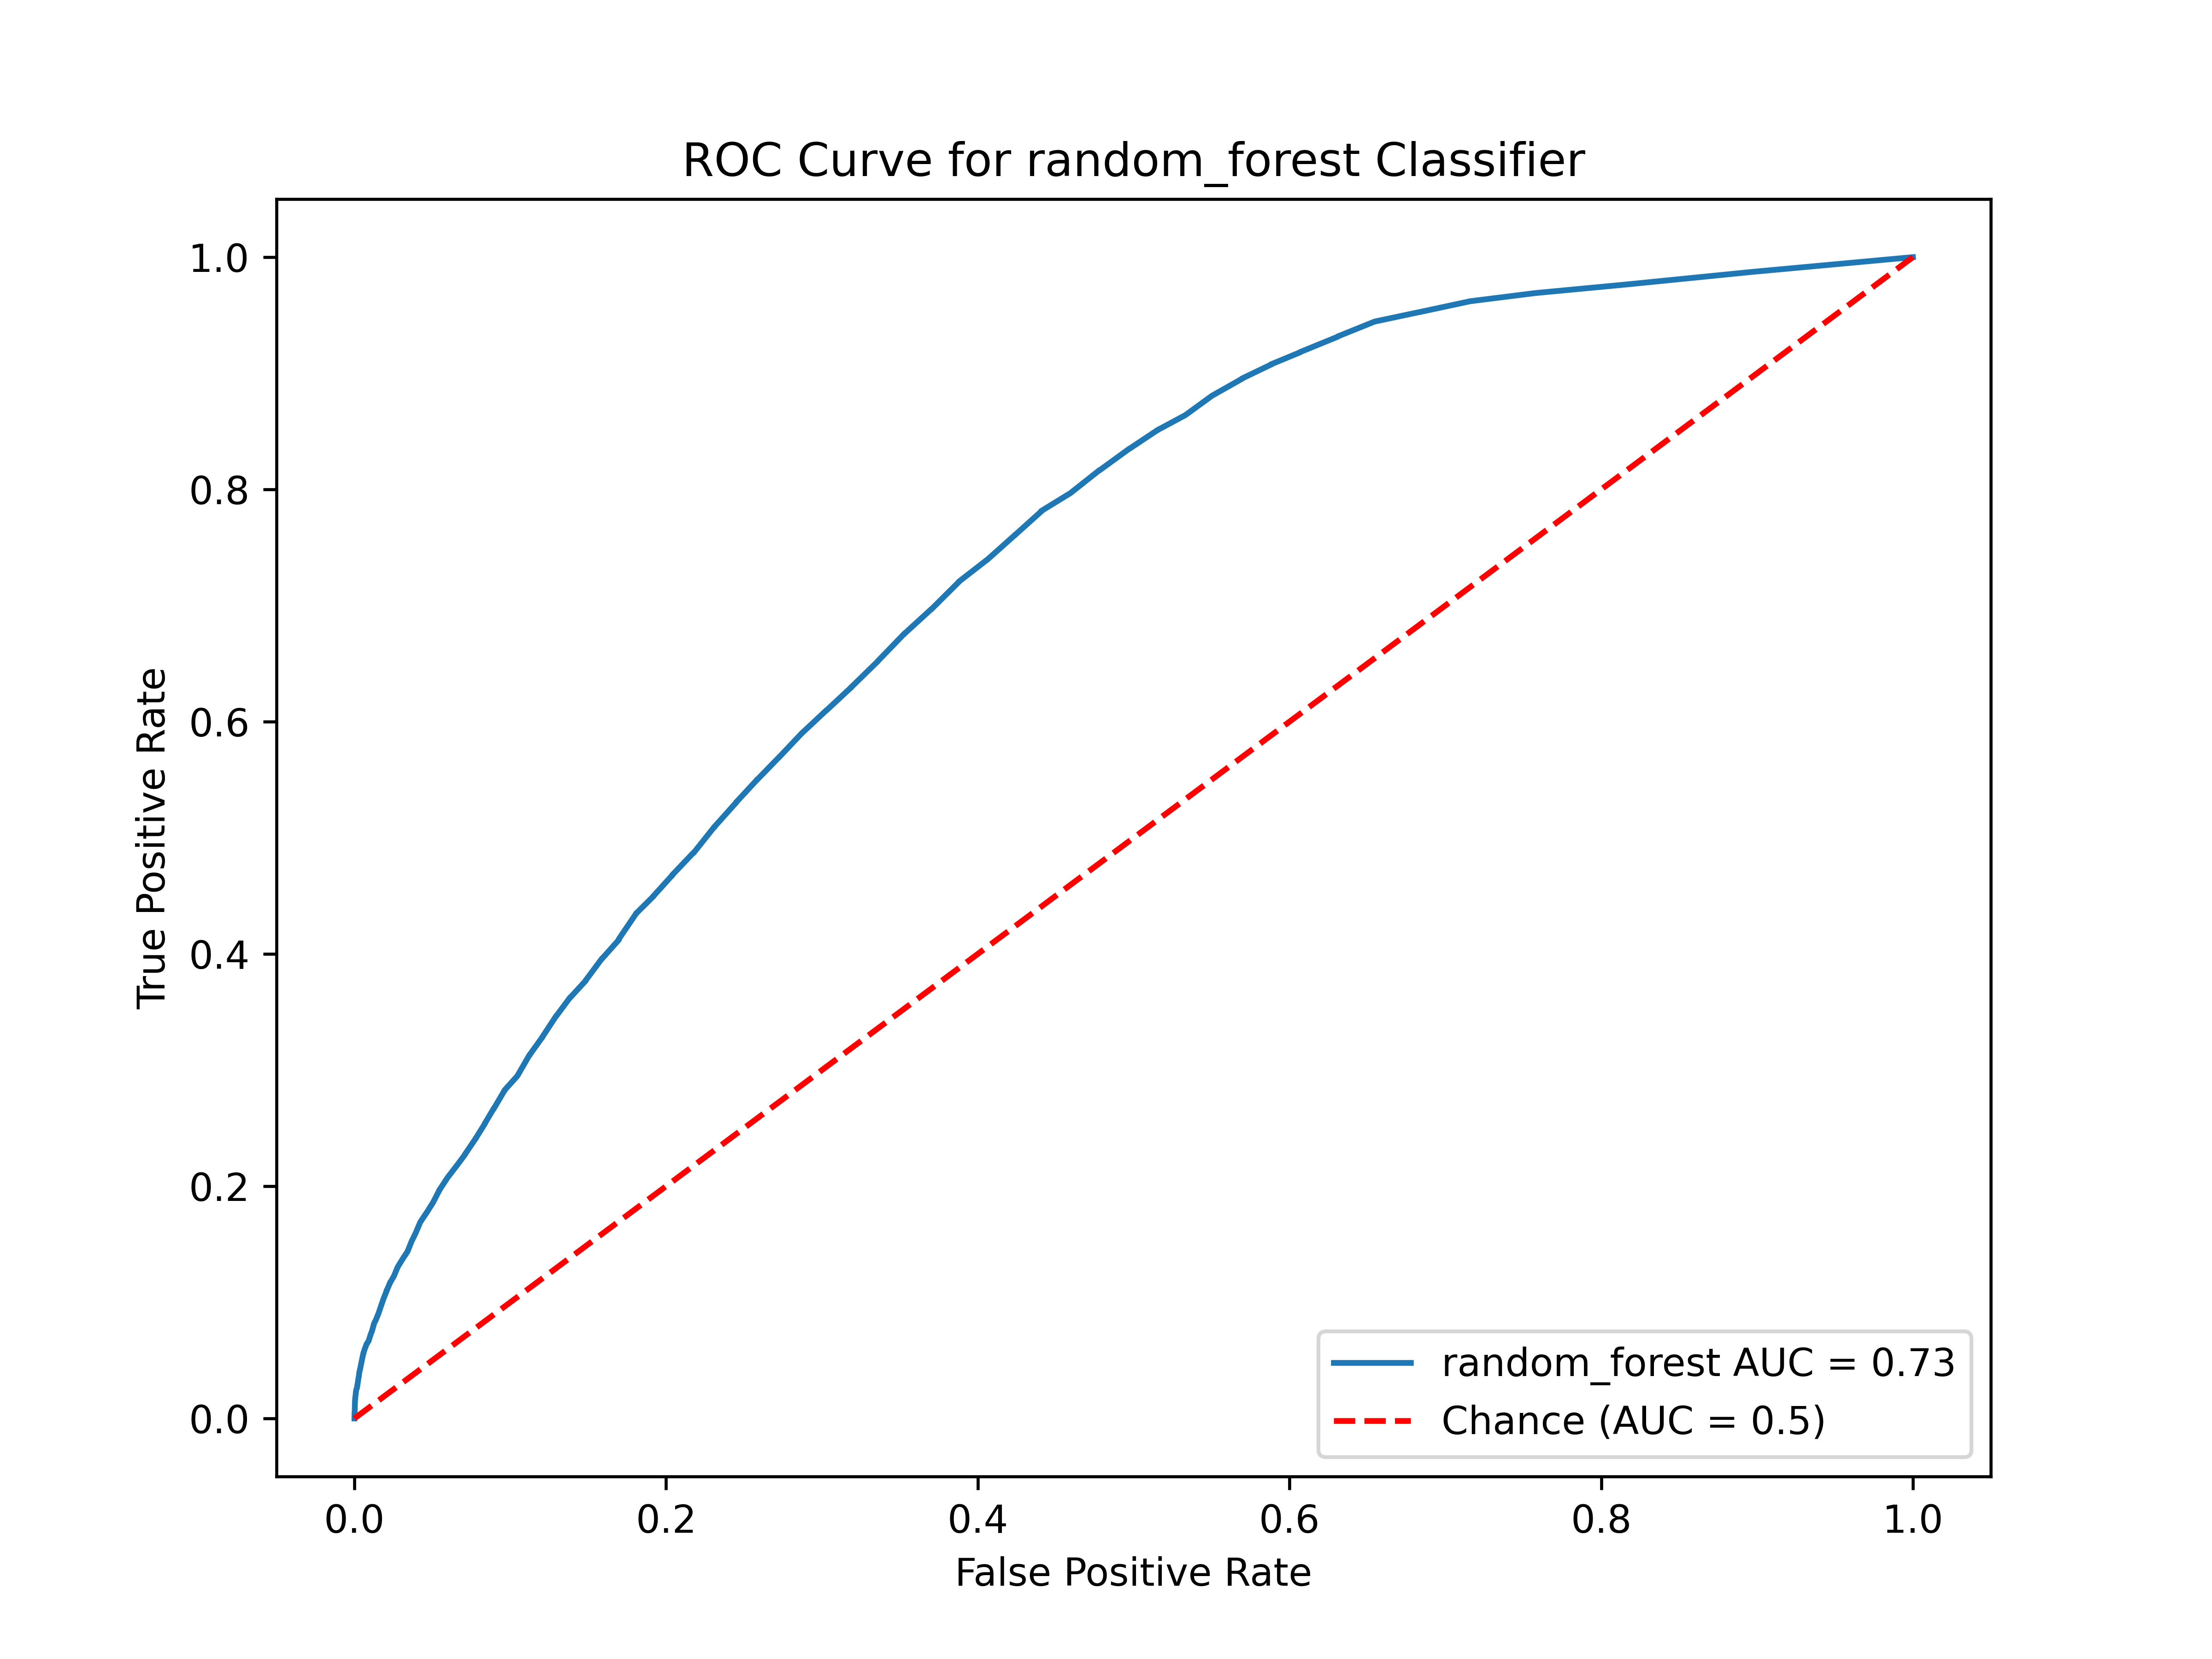 ROC Curve for random_forest Classifier
1.0
0.8
0.6
0.4
0.2
0.0
True Positive Rate
0.0 0.2 0.4 0.6 0.8 1.0
False Positive Rate
random_forest AUC = 0.73
Chance (AUC = 0.5)